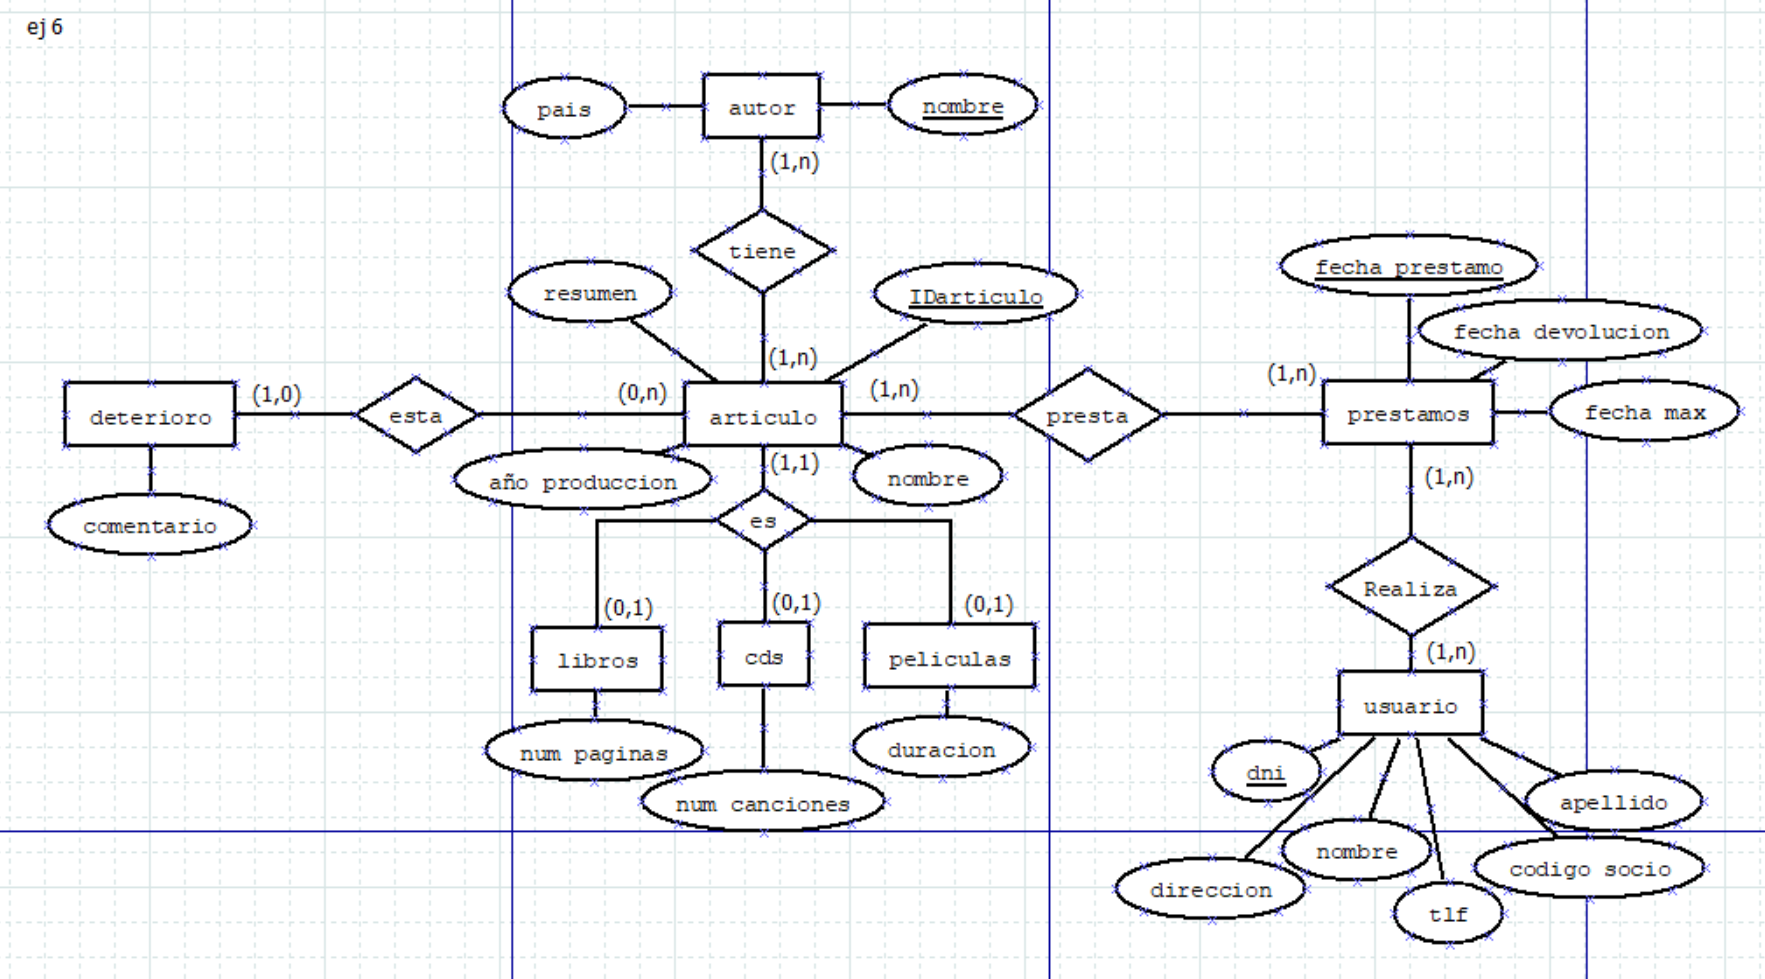 ej 6
pais
autor
nombre
(1,n)
tiene
resumen
IDarticulo
(1,n)
fecha prestamo
fecha devolucion
deterioro
(1,0)
esta
(0,n)
articulo
(1,n)
presta
(1,n)
prestamos
fecha max
comentario
año produccion
(1,1)
nombre
es
(1,n)
Realiza
(0,1)
(0,1)
(0,1)
libros
cds
peliculas
(1,n)
usuario
num paginas
num canciones
duracion
dni
apellido
nombre
codigo socio
direccion
tlf